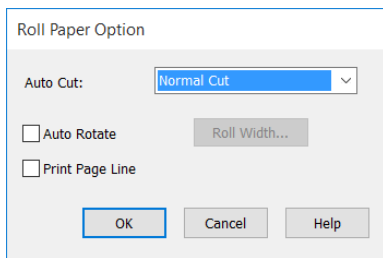 Roll Paper Option
Auto Cut: Normal Cut
Auto Rotate Roll Width...
Print Page Line
OK Cancel Help